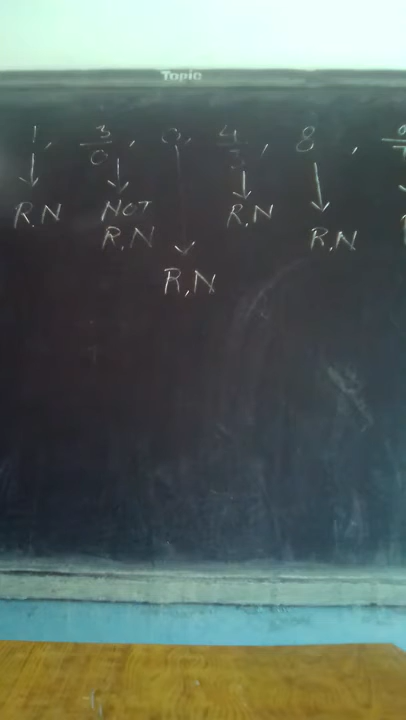 Topic
1, 3/0, 0, 4/3, 8,
R.N NOT R.N
R.N R.N
R.N